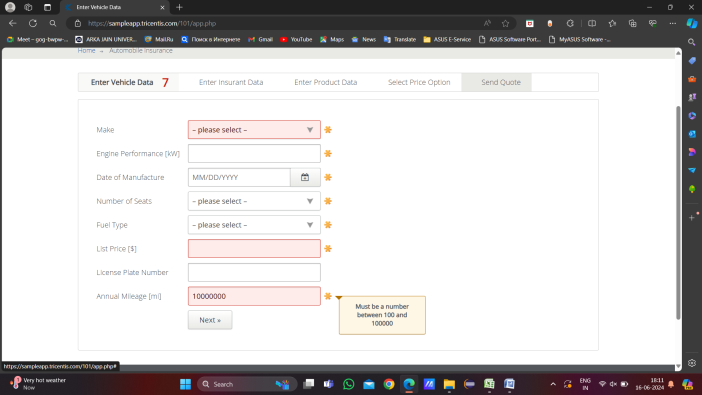 Enter Vehicle Data
https://sampleapp.tricentis.com/101/app.php
Meet – gog-bwpw-...
ARKA JAIN UNIVER...
Mail.Ru
Поиск в Интернете
Gmail
YouTube
Maps
News
Translate
ASUS E-Service
ASUS Software Port...
MyASUS Software -...
Home
Automobile Insurance
Enter Vehicle Data 7
Enter Insurant Data
Enter Product Data
Select Price Option
Send Quote
Make
– please select –
Engine Performance [kW]
Date of Manufacture
MM/DD/YYYY
Number of Seats
– please select –
Fuel Type
– please select –
List Price [$]
License Plate Number
Annual Mileage [mi]
10000000
Must be a number
between 100 and
100000
Next »
https://sampleapp.tricentis.com/101/app.php#
Very hot weather
Now
Search
ENG
IN
18:11
16-06-2024